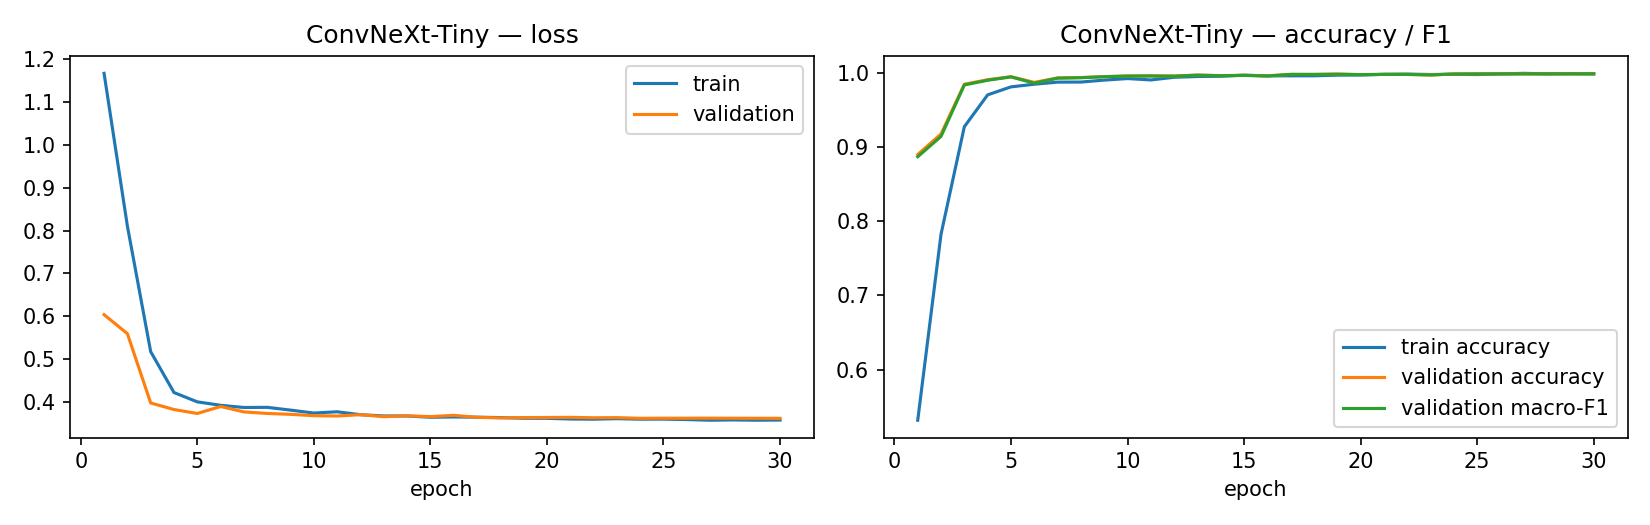 ConvNeXt-Tiny — loss
1.2
1.1
1.0
0.9
0.8
0.7
0.6
0.5
0.4
train
validation
0 5 10 15 20 25 30
epoch
ConvNeXt-Tiny — accuracy / F1
1.0
0.9
0.8
0.7
0.6
train accuracy
validation accuracy
validation macro-F1
0 5 10 15 20 25 30
epoch